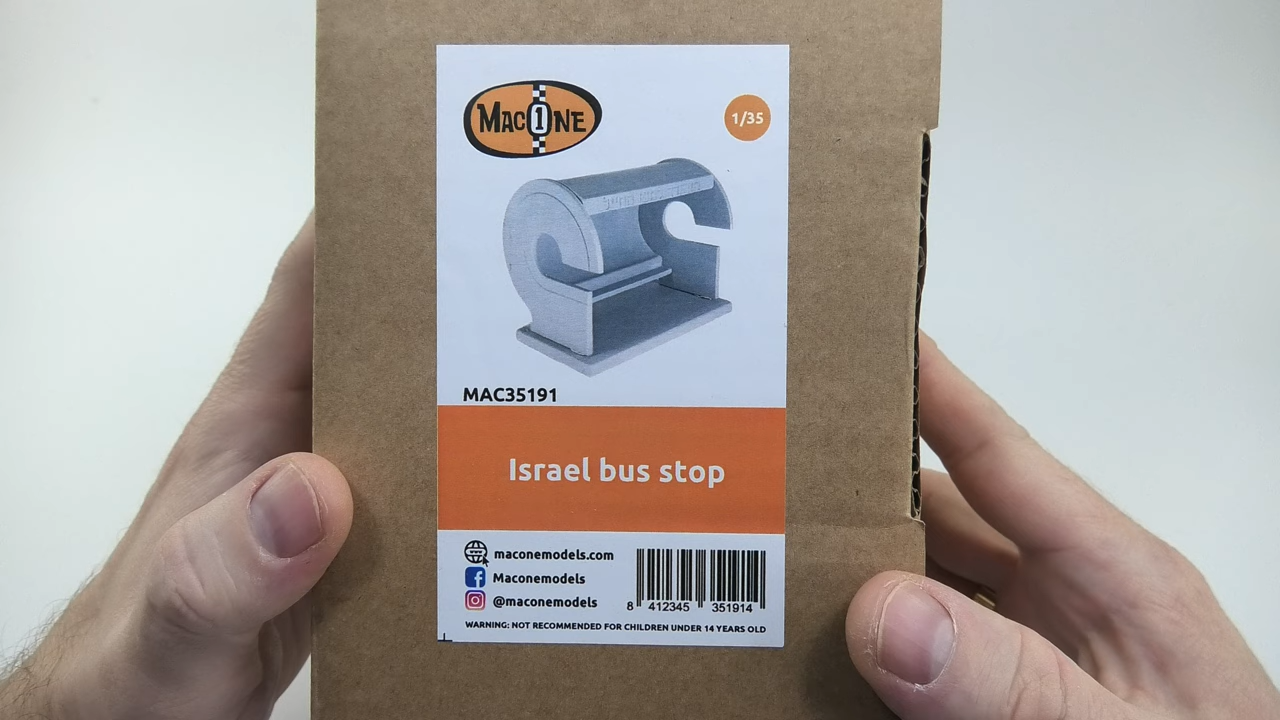 MAC1NE
1/35
MAC35191
Israel bus stop
maconemodels.com
Maconemodels
@maconemodels
8 412345 351914
WARNING: NOT RECOMMENDED FOR CHILDREN UNDER 14 YEARS OLD